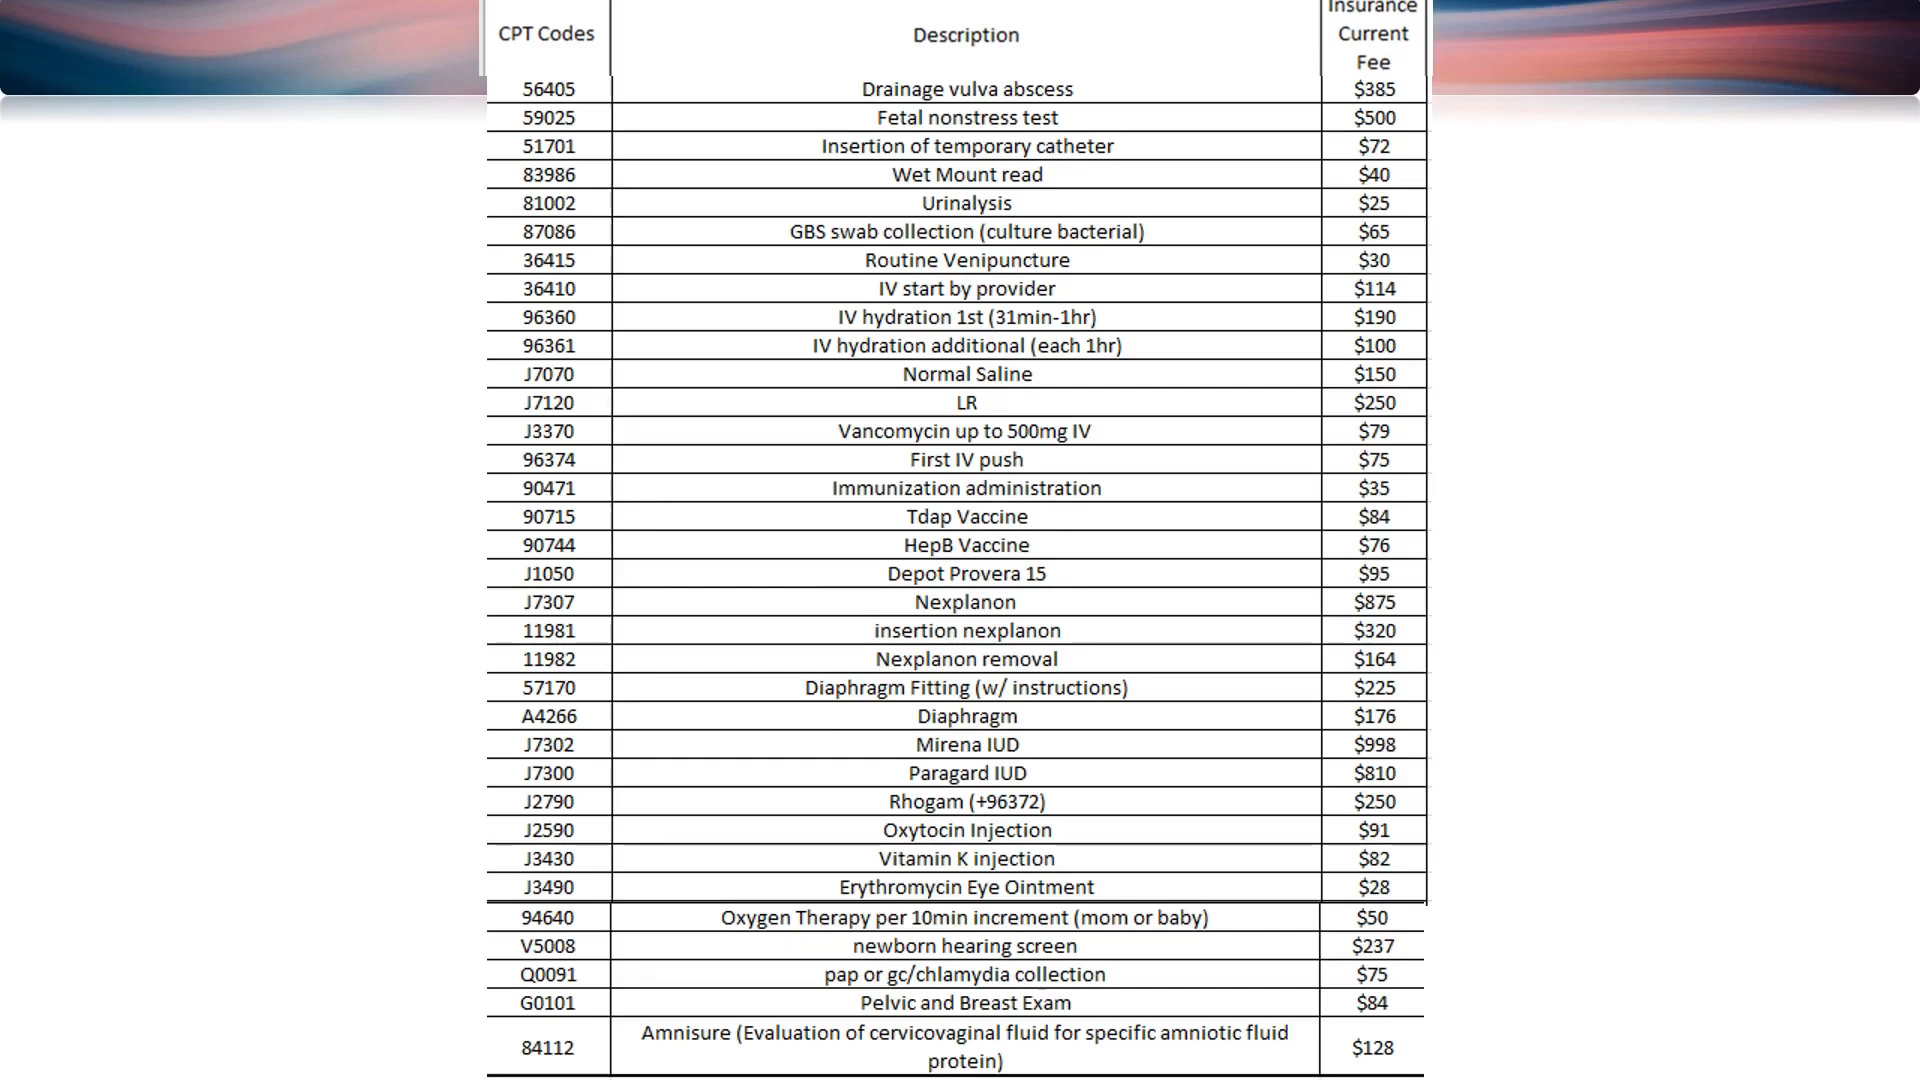 CPT Codes Description Insurance Current Fee
56405 Drainage vulva abscess $385
59025 Fetal nonstress test $500
51701 Insertion of temporary catheter $72
83986 Wet Mount read $40
81002 Urinalysis $25
87086 GBS swab collection (culture bacterial) $65
36415 Routine Venipuncture $30
36410 IV start by provider $114
96360 IV hydration 1st (31min-1hr) $190
96361 IV hydration additional (each 1hr) $100
J7070 Normal Saline $150
J7120 LR $250
J3370 Vancomycin up to 500mg IV $79
96374 First IV push $75
90471 Immunization administration $35
90715 Tdap Vaccine $84
90744 HepB Vaccine $76
J1050 Depot Provera 15 $95
J7307 Nexplanon $875
11981 insertion nexplanon $320
11982 Nexplanon removal $164
57170 Diaphragm Fitting (w/ instructions) $225
A4266 Diaphragm $176
J7302 Mirena IUD $998
J7300 Paragard IUD $810
J2790 Rhogam (+96372) $250
J2590 Oxytocin Injection $91
J3430 Vitamin K injection $82
J3490 Erythromycin Eye Ointment $28
94640 Oxygen Therapy per 10min increment (mom or baby) $50
V5008 newborn hearing screen $237
Q0091 pap or gc/chlamydia collection $75
G0101 Pelvic and Breast Exam $84
84112 Amnisure (Evaluation of cervicovaginal fluid for specific amniotic fluid
protein) $128